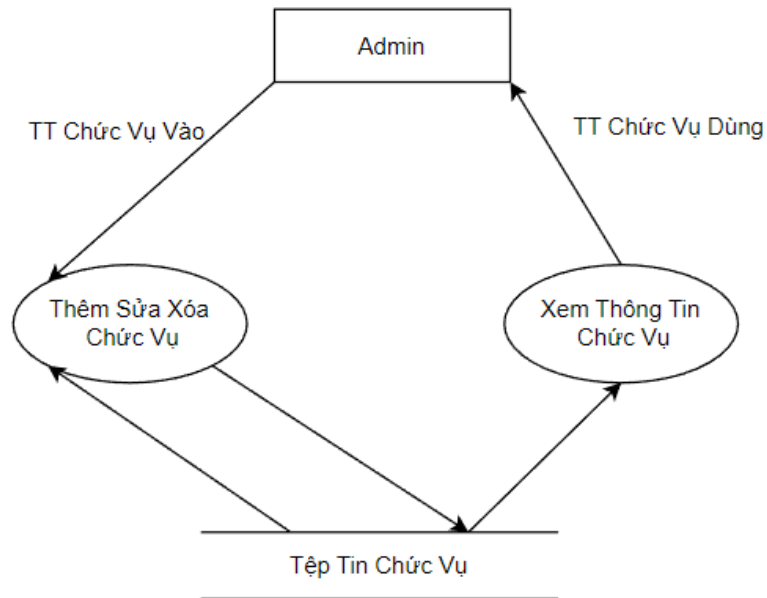 Admin
TT Chức Vụ Vào
TT Chức Vụ Dùng
Thêm Sửa Xóa
Chức Vụ
Xem Thông Tin
Chức Vụ
Tệp Tin Chức Vụ